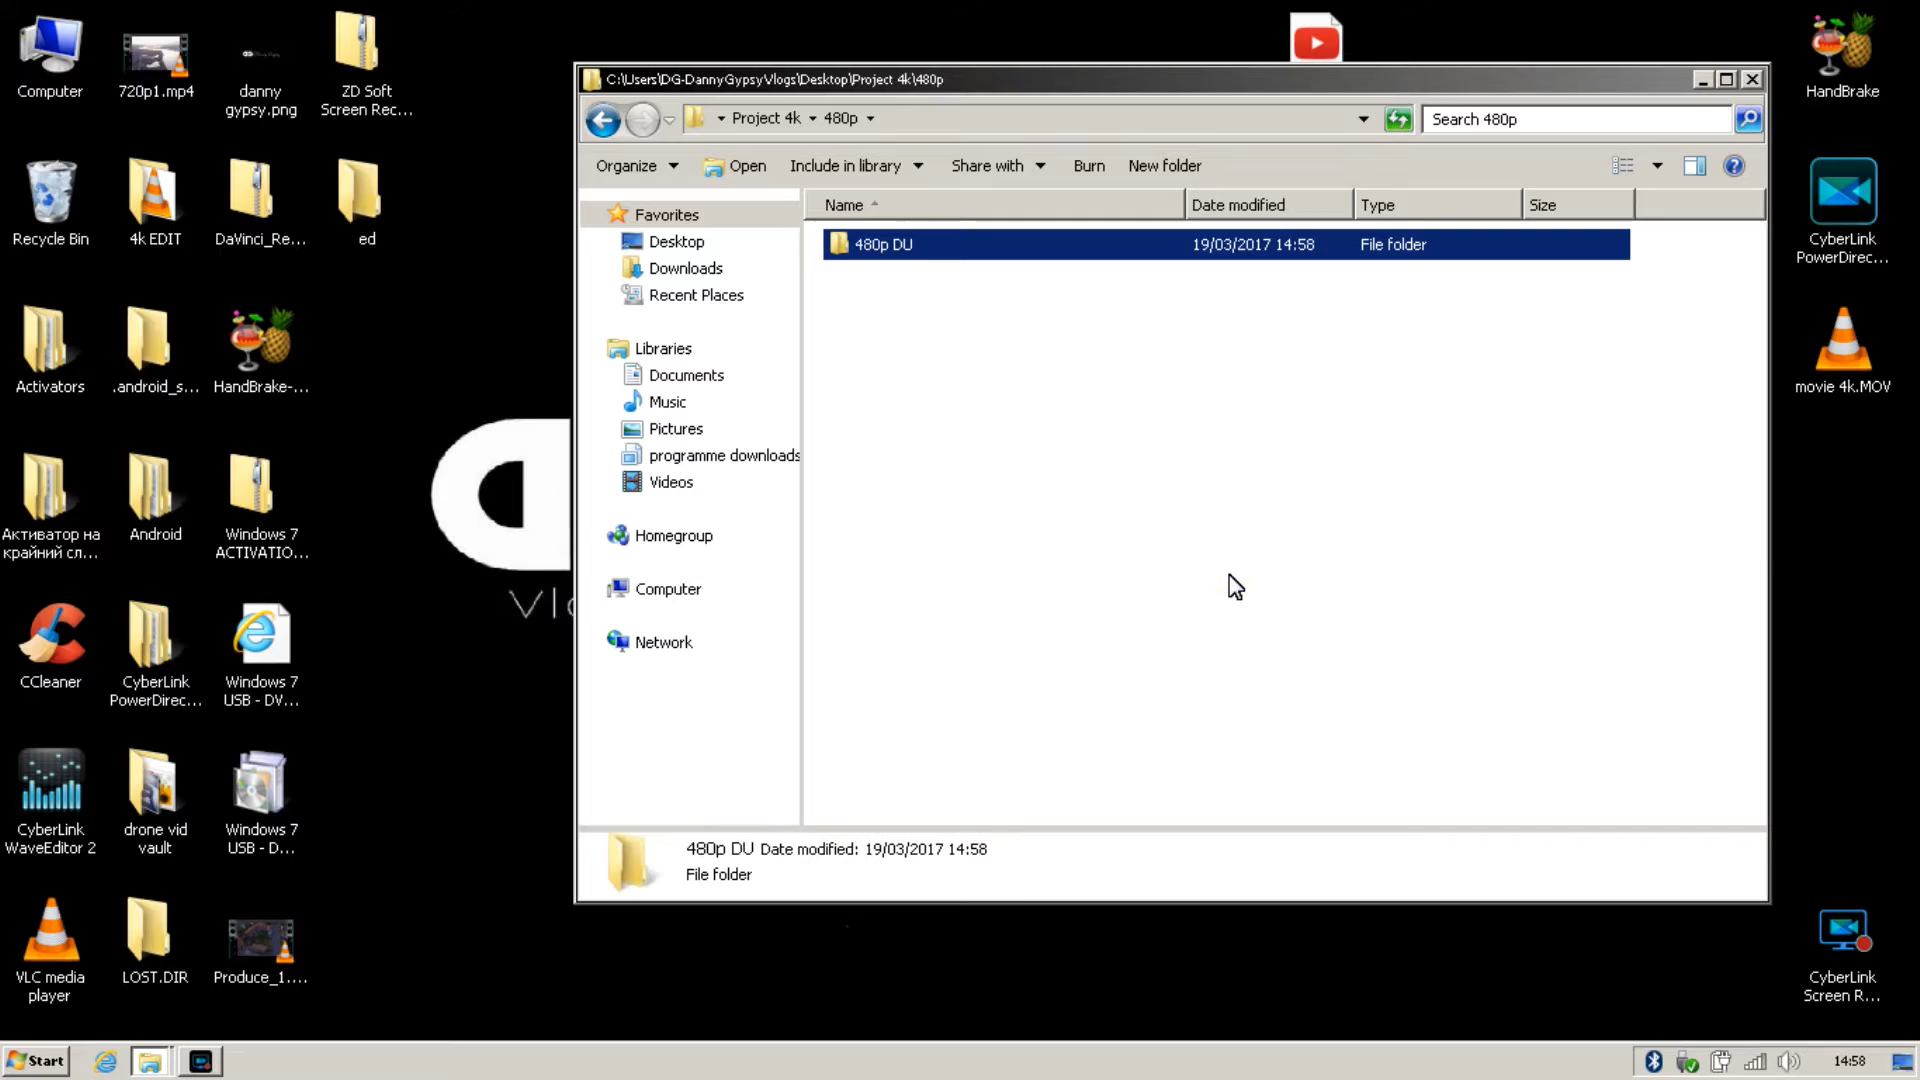 Computer
720p1.mp4
danny
gypsy.png
ZD Soft
Screen Rec...
Recycle Bin
4k EDIT
DaVinci_Re...
ed
Activators
.android_s...
HandBrake-...
Активатор на
крайний сл...
Android
Windows 7
ACTIVATIO...
CCleaner
CyberLink
PowerDirec...
Windows 7
USB - DV...
CyberLink
WaveEditor 2
drone vid
vault
Windows 7
USB - D...
VLC media
player
LOST.DIR
Produce_1....
C:\Users\DG-DannyGypsyVlogs\Desktop\Project 4k\480p
Project 4k
480p
Search 480p
Organize
Open
Include in library
Share with
Burn
New folder
Favorites
Desktop
Downloads
Recent Places
Libraries
Documents
Music
Pictures
programme downloads
Videos
Homegroup
Computer
Network
Name
Date modified
Type
Size
480p DU
19/03/2017 14:58
File folder
480p DU Date modified: 19/03/2017 14:58
File folder
HandBrake
CyberLink
PowerDirec...
movie 4k.MOV
CyberLink
Screen R...
Start
14:58